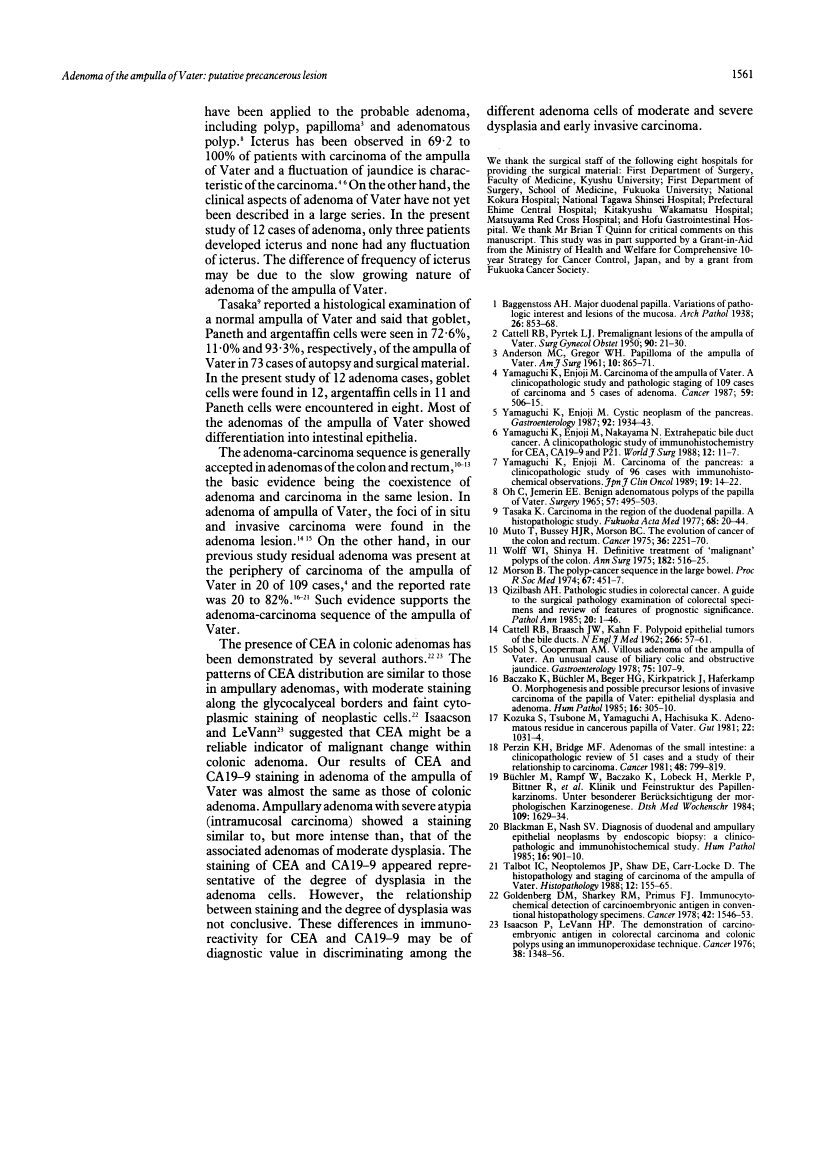 Adenoma of the ampulla of Vater: putative precancerous lesion
1561
have been applied to the probable adenoma,
including polyp, papilloma³ and adenomatous
polyp.⁸ Icterus has been observed in 69·2 to
100% of patients with carcinoma of the ampulla
of Vater and a fluctuation of jaundice is charac-
teristic of the carcinoma.⁴ ⁶ On the other hand, the
clinical aspects of adenoma of Vater have not yet
been described in a large series. In the present
study of 12 cases of adenoma, only three patients
developed icterus and none had any fluctuation
of icterus. The difference of frequency of icterus
may be due to the slow growing nature of
adenoma of the ampulla of Vater.
Tasaka⁹ reported a histological examination of
a normal ampulla of Vater and said that goblet,
Paneth and argentaffin cells were seen in 72·6%,
11·0% and 93·3%, respectively, of the ampulla of
Vater in 73 cases of autopsy and surgical material.
In the present study of 12 adenoma cases, goblet
cells were found in 12, argentaffin cells in 11 and
Paneth cells were encountered in eight. Most of
the adenomas of the ampulla of Vater showed
differentiation into intestinal epithelia.
The adenoma-carcinoma sequence is generally
accepted in adenomas of the colon and rectum,¹⁰⁻¹³
the basic evidence being the coexistence of
adenoma and carcinoma in the same lesion. In
adenoma of ampulla of Vater, the foci of in situ
and invasive carcinoma were found in the
adenoma lesion.¹⁴ ¹⁵ On the other hand, in our
previous study residual adenoma was present at
the periphery of carcinoma of the ampulla of
Vater in 20 of 109 cases,⁴ and the reported rate
was 20 to 82%.¹⁶⁻²¹ Such evidence supports the
adenoma-carcinoma sequence of the ampulla of
Vater.
The presence of CEA in colonic adenomas has
been demonstrated by several authors.²² ²³ The
patterns of CEA distribution are similar to those
in ampullary adenomas, with moderate staining
along the glycocalyceal borders and faint cyto-
plasmic staining of neoplastic cells.²² Isaacson
and LeVann²³ suggested that CEA might be a
reliable indicator of malignant change within
colonic adenoma. Our results of CEA and
CA19-9 staining in adenoma of the ampulla of
Vater was almost the same as those of colonic
adenoma. Ampullary adenoma with severe atypia
(intramucosal carcinoma) showed a staining
similar to, but more intense than, that of the
associated adenomas of moderate dysplasia. The
staining of CEA and CA19-9 appeared repre-
sentative of the degree of dysplasia in the
adenoma cells. However, the relationship
between staining and the degree of dysplasia was
not conclusive. These differences in immuno-
reactivity for CEA and CA19-9 may be of
diagnostic value in discriminating among the
different adenoma cells of moderate and severe
dysplasia and early invasive carcinoma.
We thank the surgical staff of the following eight hospitals for
providing the surgical material: First Department of Surgery,
Faculty of Medicine, Kyushu University; First Department of
Surgery, School of Medicine, Fukuoka University; National
Kokura Hospital; National Tagawa Shinsei Hospital; Prefectural
Ehime Central Hospital; Kitakyushu Wakamatsu Hospital;
Matsuyama Red Cross Hospital; and Hofu Gastrointestinal Hos-
pital. We thank Mr Brian T Quinn for critical comments on this
manuscript. This study was in part supported by a Grant-in-Aid
from the Ministry of Health and Welfare for Comprehensive 10-
year Strategy for Cancer Control, Japan, and by a grant from
Fukuoka Cancer Society.
1 Baggenstoss AH. Major duodenal papilla. Variations of patho-
logic interest and lesions of the mucosa. Arch Pathol 1938;
26: 853–68.
2 Cattell RB, Pyrtek LJ. Premalignant lesions of the ampulla of
Vater. Surg Gynecol Obstet 1950; 90: 21–30.
3 Anderson MC, Gregor WH. Papilloma of the ampulla of
Vater. Am J Surg 1961; 10: 865–71.
4 Yamaguchi K, Enjoji M. Carcinoma of the ampulla of Vater. A
clinicopathologic study and pathologic staging of 109 cases
of carcinoma and 5 cases of adenoma. Cancer 1987; 59:
506–15.
5 Yamaguchi K, Enjoji M. Cystic neoplasm of the pancreas.
Gastroenterology 1987; 92: 1934–43.
6 Yamaguchi K, Enjoji M, Nakayama N. Extrahepatic bile duct
cancer. A clinicopathologic study of immunohistochemistry
for CEA, CA19-9 and P21. World J Surg 1988; 12: 11–7.
7 Yamaguchi K, Enjoji M. Carcinoma of the pancreas: a
clinicopathologic study of 96 cases with immunohisto-
chemical observations. Jpn J Clin Oncol 1989; 19: 14–22.
8 Oh C, Jemerin EE. Benign adenomatous polyps of the papilla
of Vater. Surgery 1965; 57: 495–503.
9 Tasaka K. Carcinoma in the region of the duodenal papilla. A
histopathologic study. Fukuoka Acta Med 1977; 68: 20–44.
10 Muto T, Bussey HJR, Morson BC. The evolution of cancer of
the colon and rectum. Cancer 1975; 36: 2251–70.
11 Wolff WI, Shinya H. Definitive treatment of ‘malignant’
polyps of the colon. Ann Surg 1975; 182: 516–25.
12 Morson B. The polyp-cancer sequence in the large bowel. Proc
R Soc Med 1974; 67: 451–7.
13 Qizilbash AH. Pathologic studies in colorectal cancer. A guide
to the surgical pathology examination of colorectal speci-
mens and review of features of prognostic significance.
Pathol Ann 1985; 20: 1–46.
14 Cattell RB, Braasch JW, Kahn F. Polypoid epithelial tumors
of the bile ducts. N Engl J Med 1962; 266: 57–61.
15 Sobol S, Cooperman AM. Villous adenoma of the ampulla of
Vater. An unusual cause of biliary colic and obstructive
jaundice. Gastroenterology 1978; 75: 107–9.
16 Baczako K, Büchler M, Beger HG, Kirkpatrick J, Haferkamp
O. Morphogenesis and possible precursor lesions of invasive
carcinoma of the papilla of Vater: epithelial dysplasia and
adenoma. Hum Pathol 1985; 16: 305–10.
17 Kozuka S, Tsubone M, Yamaguchi A, Hachisuka K. Adeno-
matous residue in cancerous papilla of Vater. Gut 1981; 22:
1031–4.
18 Perzin KH, Bridge MF. Adenomas of the small intestine: a
clinicopathologic review of 51 cases and a study of their
relationship to carcinoma. Cancer 1981; 48: 799–819.
19 Büchler M, Rampf W, Baczako K, Lobeck H, Merkle P,
Bittner R, et al. Klinik und Feinstruktur des Papillen-
karzinoms. Unter besonderer Berücksichtigung der mor-
phologischen Karzinogenese. Dtsh Med Wochenschr 1984;
109: 1629–34.
20 Blackman E, Nash SV. Diagnosis of duodenal and ampullary
epithelial neoplasms by endoscopic biopsy: a clinico-
pathologic and immunohistochemical study. Hum Pathol
1985; 16: 901–10.
21 Talbot IC, Neoptolemos JP, Shaw DE, Carr-Locke D. The
histopathology and staging of carcinoma of the ampulla of
Vater. Histopathology 1988; 12: 155–65.
22 Goldenberg DM, Sharkey RM, Primus FJ. Immunocyto-
chemical detection of carcinoembryonic antigen in conven-
tional histopathology specimens. Cancer 1978; 42: 1546–53.
23 Isaacson P, LeVann HP. The demonstration of carcino-
embryonic antigen in colorectal carcinoma and colonic
polyps using an immunoperoxidase technique. Cancer 1976;
38: 1348–56.